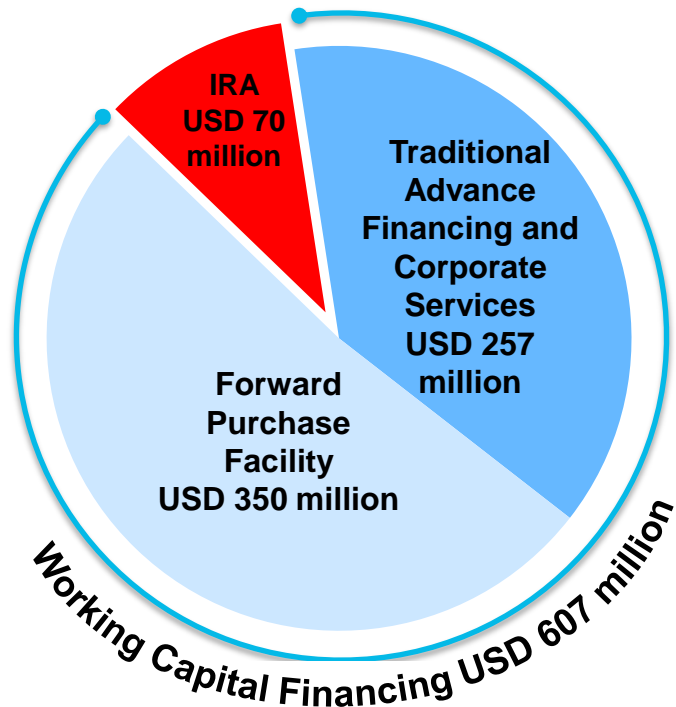 IRA
USD 70
million
Traditional
Advance
Financing and
Corporate
Services
USD 257
million
Forward
Purchase
Facility
USD 350 million
Working Capital Financing USD 607 million